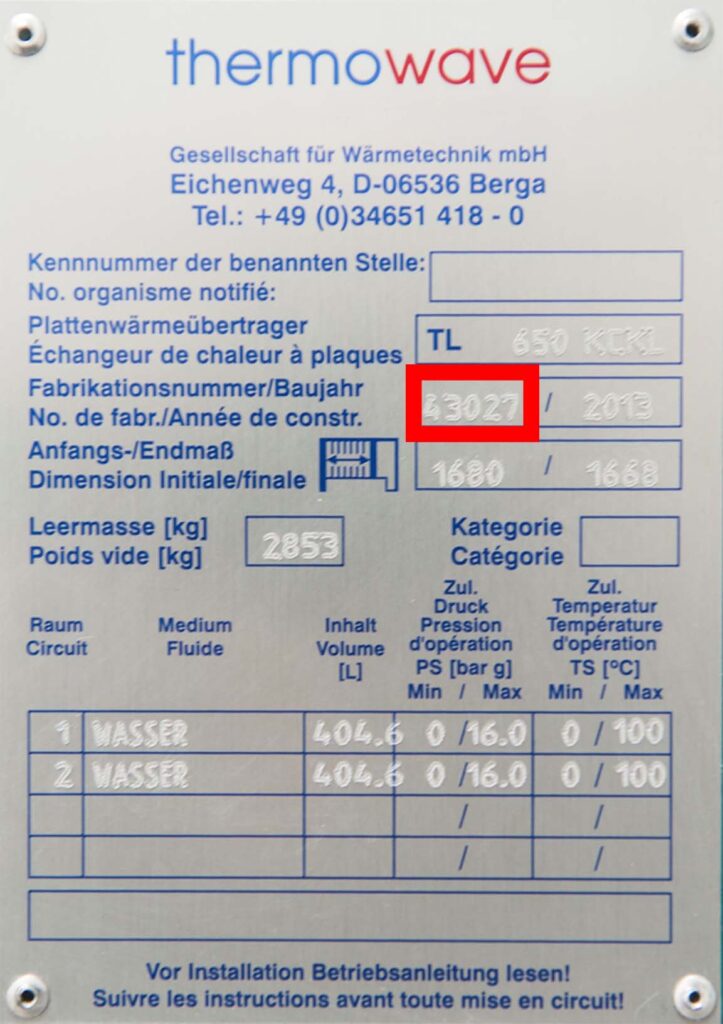 thermowave
Gesellschaft für Wärmetechnik mbH
Eichenweg 4, D-06536 Berga
Tel.: +49 (0)34651 418 - 0
Kennnummer der benannten Stelle:
No. organisme notifié:
Plattenwärmeübertrager
Échangeur de chaleur à plaques
TL 650 KCKL
Fabrikationsnummer/Baujahr
No. de fabr./Année de constr.
43027 / 2013
Anfangs-/Endmaß
Dimension Initiale/finale
1680 / 1668
Leermasse [kg]
Poids vide [kg]
2853
Kategorie
Catégorie
Raum
Circuit
Medium
Fluide
Inhalt
Volume
[L]
Zul.
Druck
Pression
d'opération
PS [bar g]
Min / Max
Zul.
Temperatur
Température
d'opération
TS [°C]
Min / Max
1 WASSER 404.6 0 /16.0 0 / 100
2 WASSER 404.6 0 /16.0 0 / 100
/ /
/ /
Vor Installation Betriebsanleitung lesen!
Suivre les instructions avant toute mise en circuit!